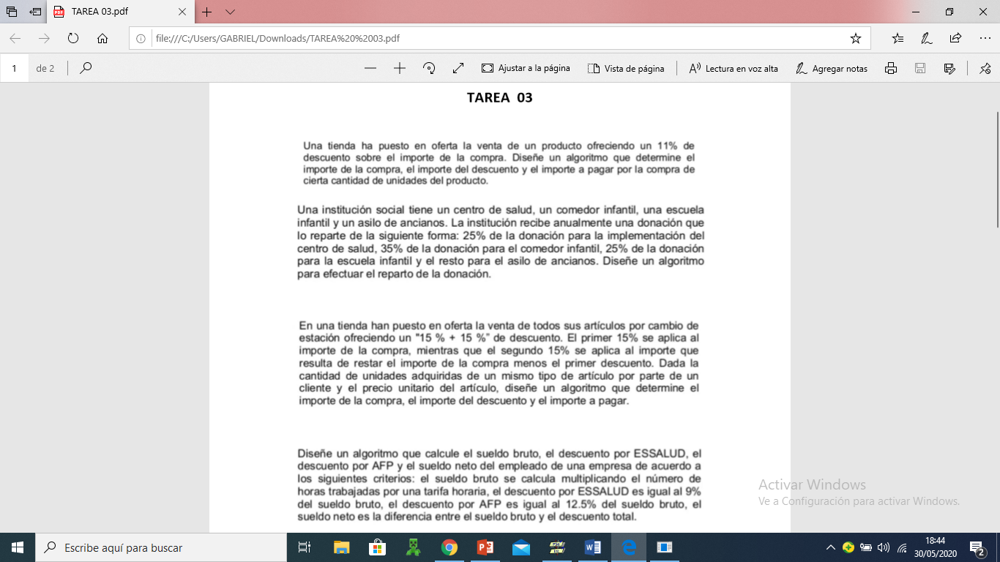 TAREA 03.pdf
file:///C:/Users/GABRIEL/Downloads/TAREA%20%2003.pdf
1 de 2
Ajustar a la página
Vista de página
Lectura en voz alta
Agregar notas
TAREA 03
Una tienda ha puesto en oferta la venta de un producto ofreciendo un 11% de
descuento sobre el importe de la compra. Diseñe un algoritmo que determine el
importe de la compra, el importe del descuento y el importe a pagar por la compra de
cierta cantidad de unidades del producto.
Una institución social tiene un centro de salud, un comedor infantil, una escuela
infantil y un asilo de ancianos. La institución recibe anualmente una donación que
lo reparte de la siguiente forma: 25% de la donación para la implementación del
centro de salud, 35% de la donación para el comedor infantil, 25% de la donación
para la escuela infantil y el resto para el asilo de ancianos. Diseñe un algoritmo
para efectuar el reparto de la donación.
En una tienda han puesto en oferta la venta de todos sus artículos por cambio de
estación ofreciendo un "15 % + 15 %" de descuento. El primer 15% se aplica al
importe de la compra, mientras que el segundo 15% se aplica al importe que
resulta de restar el importe de la compra menos el primer descuento. Dada la
cantidad de unidades adquiridas de un mismo tipo de artículo por parte de un
cliente y el precio unitario del artículo, diseñe un algoritmo que determine el
importe de la compra, el importe del descuento y el importe a pagar.
Diseñe un algoritmo que calcule el sueldo bruto, el descuento por ESSALUD, el
descuento por AFP y el sueldo neto del empleado de una empresa de acuerdo a
los siguientes criterios: el sueldo bruto se calcula multiplicando el número de
horas trabajadas por una tarifa horaria, el descuento por ESSALUD es igual al 9%
del sueldo bruto, el descuento por AFP es igual al 12.5% del sueldo bruto, el
sueldo neto es la diferencia entre el sueldo bruto y el descuento total.
Activar Windows
Ve a Configuración para activar Windows.
Escribe aquí para buscar
18:44
30/05/2020
2